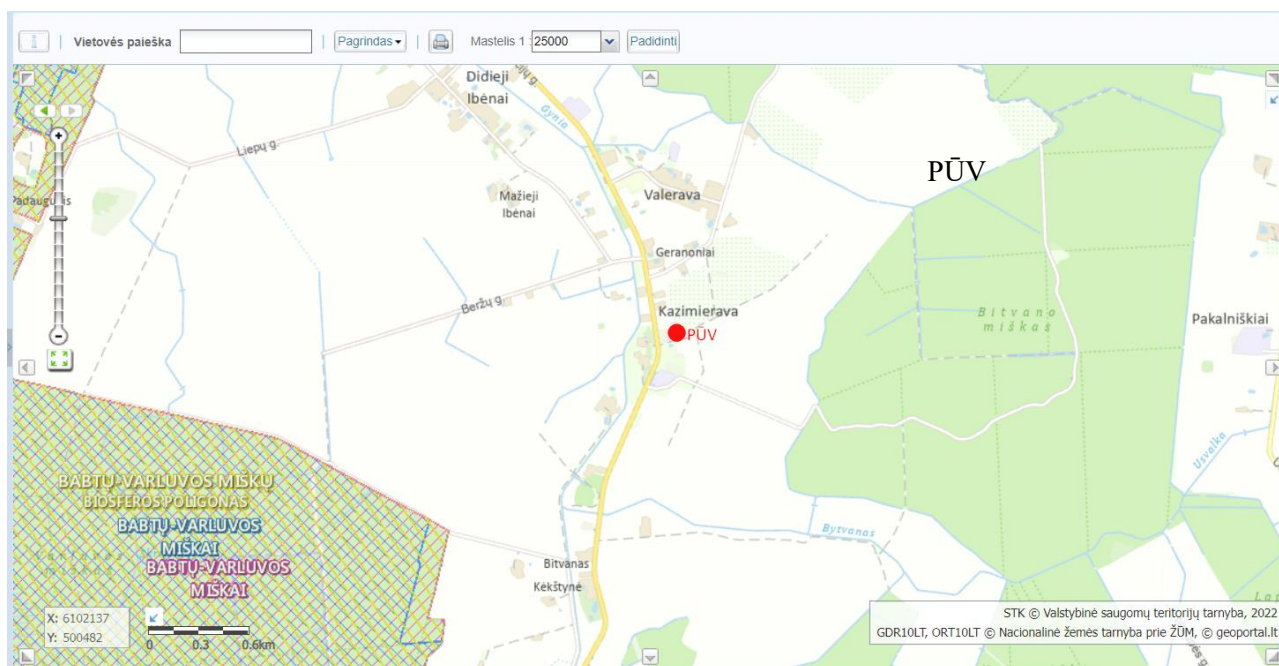 Vietovės paieška
Pagrindas
Mastelis 1 : 25000
Padidinti
Didieji
Ibėnai
Gynia
Liepų g.
PŪV
Mažieji
Ibėnai
Valerava
Geranoniai
Beržų g.
Kazimierava
PŪV
Bitvano
miškas
Pakalniškiai
Usvalka
BABTŲ-VARLUVOS MIŠKŲ
BIOSFEROS POLIGONAS
BABTŲ-VARLUVOS
MIŠKAI
BABTŲ-VARLUVOS
MIŠKAI
Bytvanas
Bitvanas
Kėkštynė
X: 6102137
Y: 500482
0 0.3 0.6km
STK © Valstybinė saugomų teritorijų tarnyba, 2022
GDR10LT, ORT10LT © Nacionalinė žemės tarnyba prie ŽŪM, © geoportal.lt